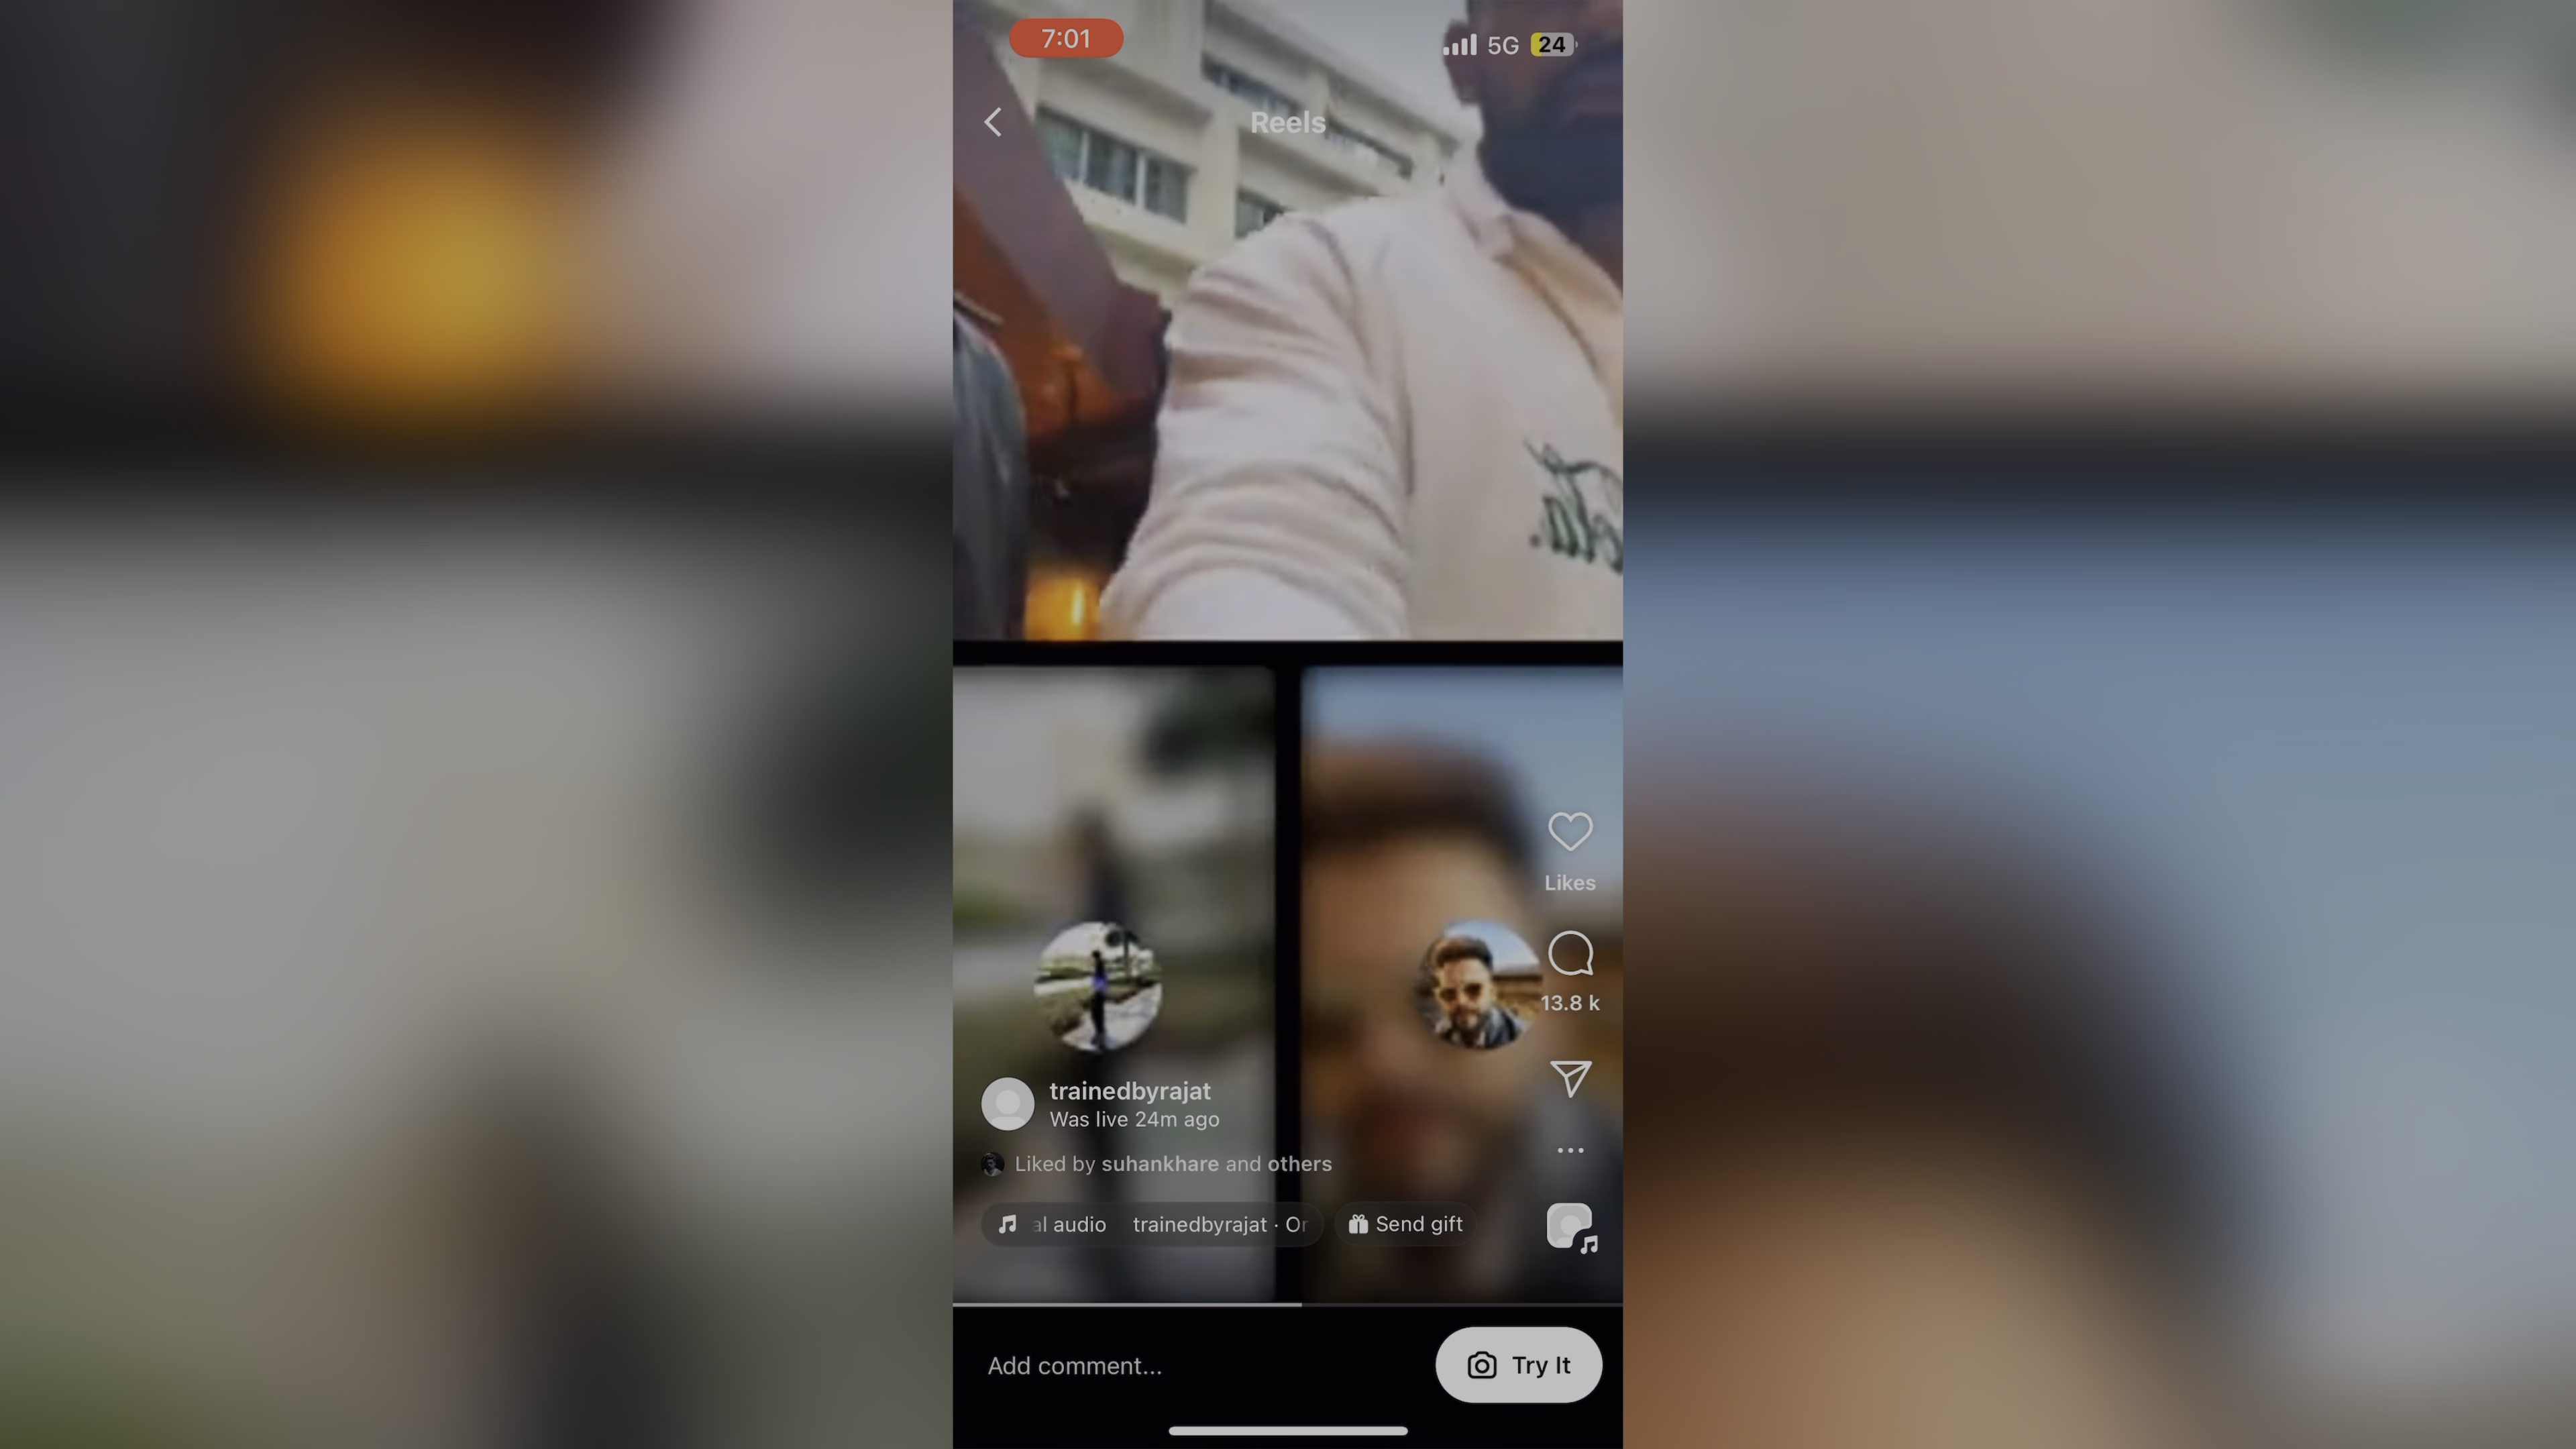 7:01
5G 24
Reels
Likes
13.8 k
trainedbyrajat
Was live 24m ago
Liked by suhankhare and others
al audio trainedbyrajat · Or
Send gift
Add comment...
Try It